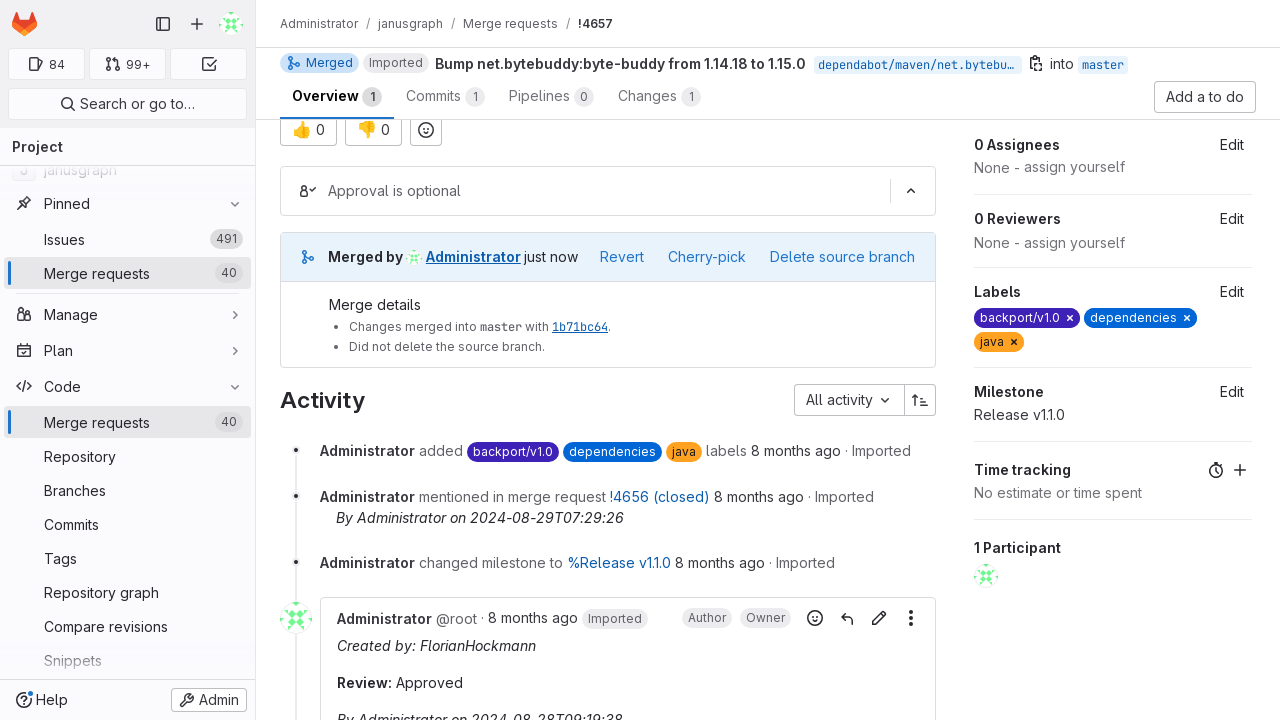 Administrator / janusgraph / Merge requests / !4657
84
99+
Search or go to…
Project
janusgraph
Pinned
Issues 491
Merge requests 40
Manage
Plan
Code
Merge requests 40
Repository
Branches
Commits
Tags
Repository graph
Compare revisions
Snippets
Help
Admin
Merged Imported Bump net.bytebuddy:byte-buddy from 1.14.18 to 1.15.0 dependabot/maven/net.bytebu… into master
Overview 1 Commits 1 Pipelines 0 Changes 1 Add a to do
👍 0 👎 0
Approval is optional
Merged by Administrator just now Revert Cherry-pick Delete source branch
Merge details
Changes merged into master with 1b71bc64.
Did not delete the source branch.
Activity
All activity
Administrator added backport/v1.0 dependencies java labels 8 months ago · Imported
Administrator mentioned in merge request !4656 (closed) 8 months ago · Imported
By Administrator on 2024-08-29T07:29:26
Administrator changed milestone to %Release v1.1.0 8 months ago · Imported
Administrator @root · 8 months ago Imported Author Owner
Created by: FlorianHockmann
Review: Approved
By Administrator on 2024-08-28T09:19:38
0 Assignees Edit
None - assign yourself
0 Reviewers Edit
None - assign yourself
Labels Edit
backport/v1.0 × dependencies ×
java ×
Milestone Edit
Release v1.1.0
Time tracking
No estimate or time spent
1 Participant